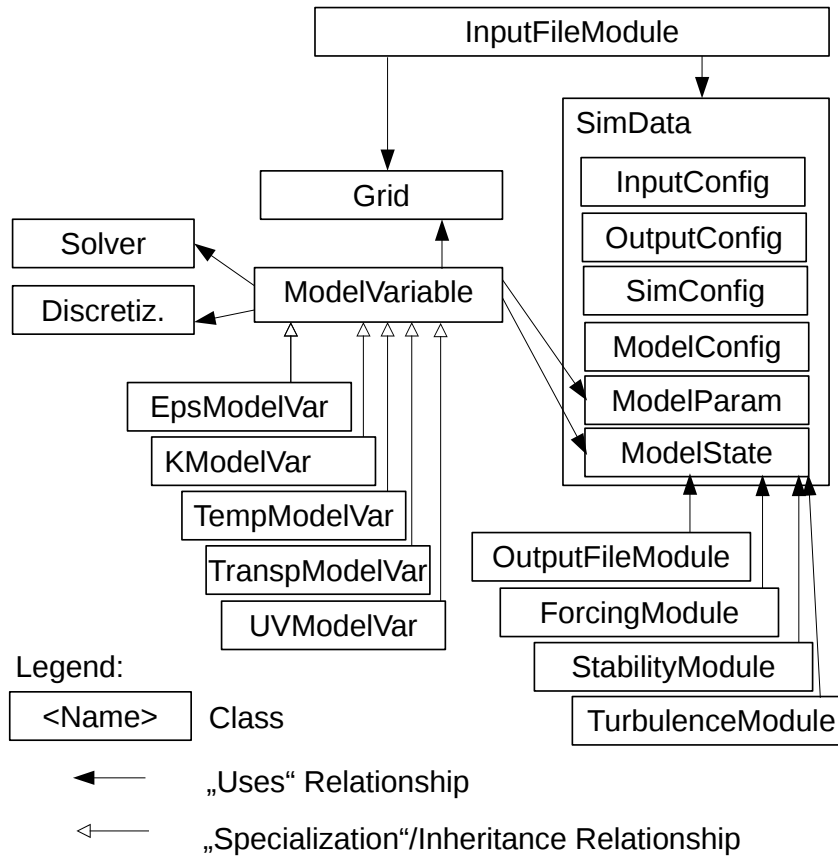 InputFileModule
SimData
InputConfig
Grid
OutputConfig
Solver
ModelVariable
SimConfig
Discretiz.
ModelConfig
EpsModelVar
ModelParam
KModelVar
ModelState
TempModelVar
OutputFileModule
TranspModelVar
ForcingModule
UVModelVar
StabilityModule
Legend:
<Name> Class
TurbulenceModule
„Uses“ Relationship
„Specialization“/Inheritance Relationship